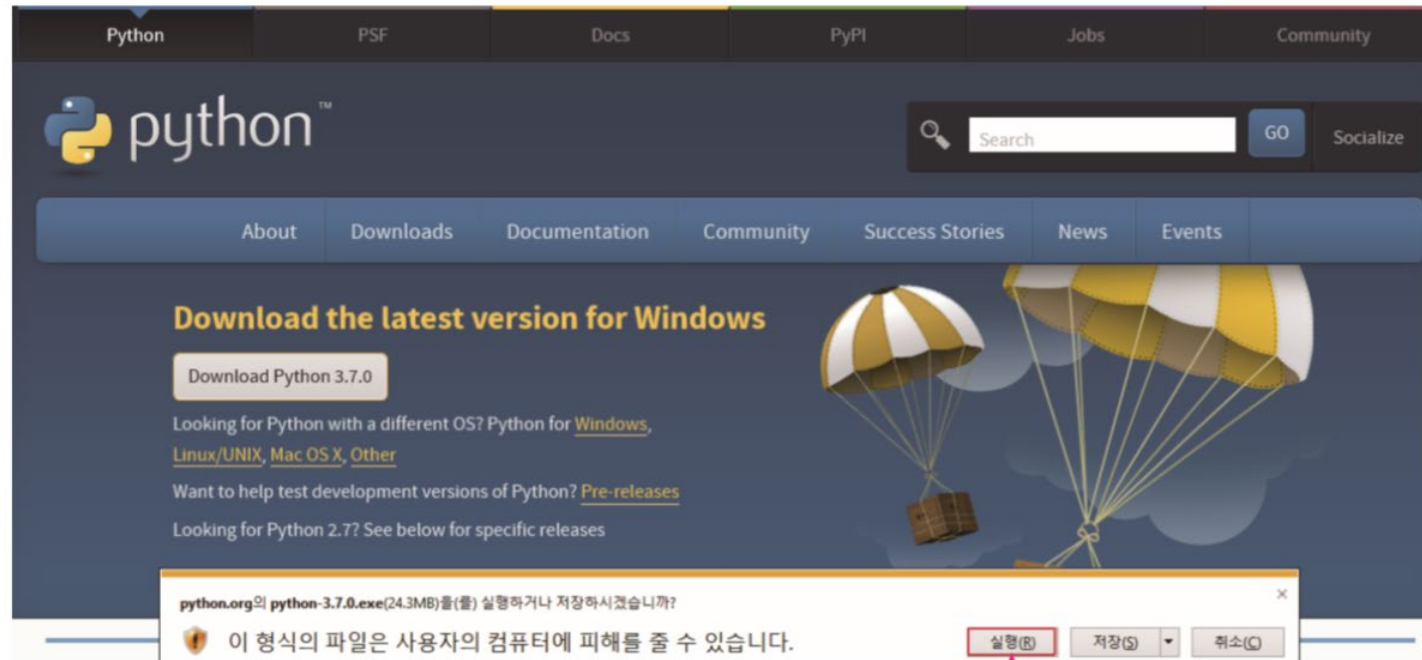 Python PSF Docs PyPI Jobs Community
python™
Search GO Socialize
About Downloads Documentation Community Success Stories News Events
Download the latest version for Windows
Download Python 3.7.0
Looking for Python with a different OS? Python for Windows,
Linux/UNIX, Mac OS X, Other
Want to help test development versions of Python? Pre-releases
Looking for Python 2.7? See below for specific releases
python.org의 python-3.7.0.exe(24.3MB)을(를) 실행하거나 저장하시겠습니까? ×
이 형식의 파일은 사용자의 컴퓨터에 피해를 줄 수 있습니다. 실행(R) 저장(S) 취소(C)